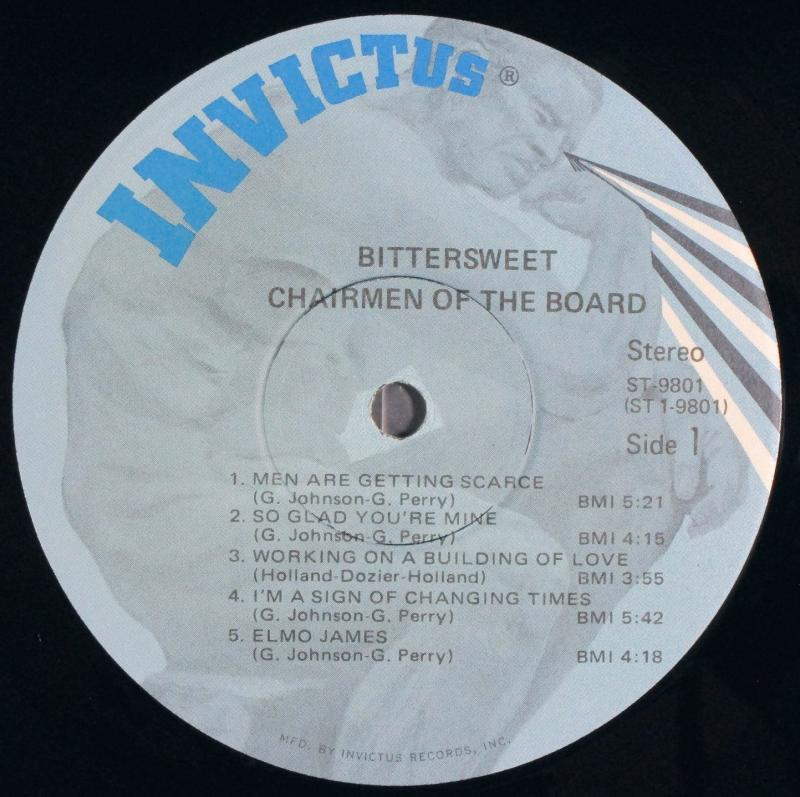 INVICTUS®
BITTERSWEET
CHAIRMEN OF THE BOARD
Stereo
ST-9801
(ST 1-9801)
Side 1
1. MEN ARE GETTING SCARCE
(G. Johnson-G. Perry) BMI 5:21
2. SO GLAD YOU'RE MINE
(G. Johnson-G. Perry) BMI 4:15
3. WORKING ON A BUILDING OF LOVE
(Holland-Dozier-Holland) BMI 3:55
4. I'M A SIGN OF CHANGING TIMES
(G. Johnson-G. Perry) BMI 5:42
5. ELMO JAMES
(G. Johnson-G. Perry) BMI 4:18
MFD. BY INVICTUS RECORDS, INC.